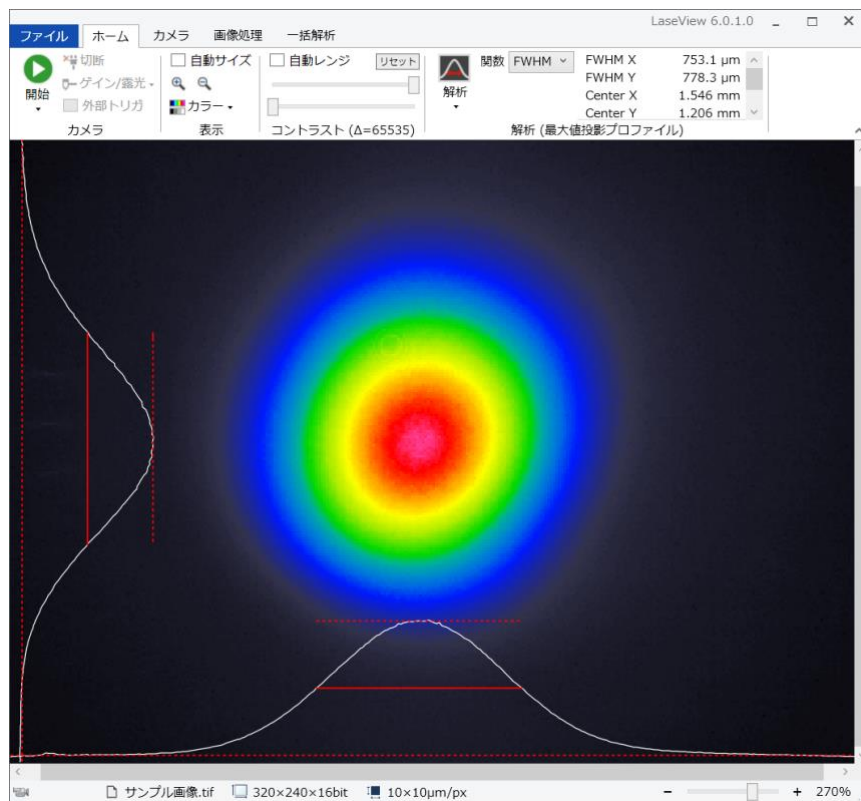 LaseView 6.0.1.0
ファイル ホーム カメラ 画像処理 一括解析
開始
切断
ゲイン/露光
外部トリガ
カメラ
自動サイズ
カラー
表示
自動レンジ リセット
コントラスト (Δ=65535)
解析
関数 FWHM
FWHM X 753.1 µm
FWHM Y 778.3 µm
Center X 1.546 mm
Center Y 1.206 mm
解析 (最大値投影プロファイル)
サンプル画像.tif 320×240×16bit 10×10µm/px 270%